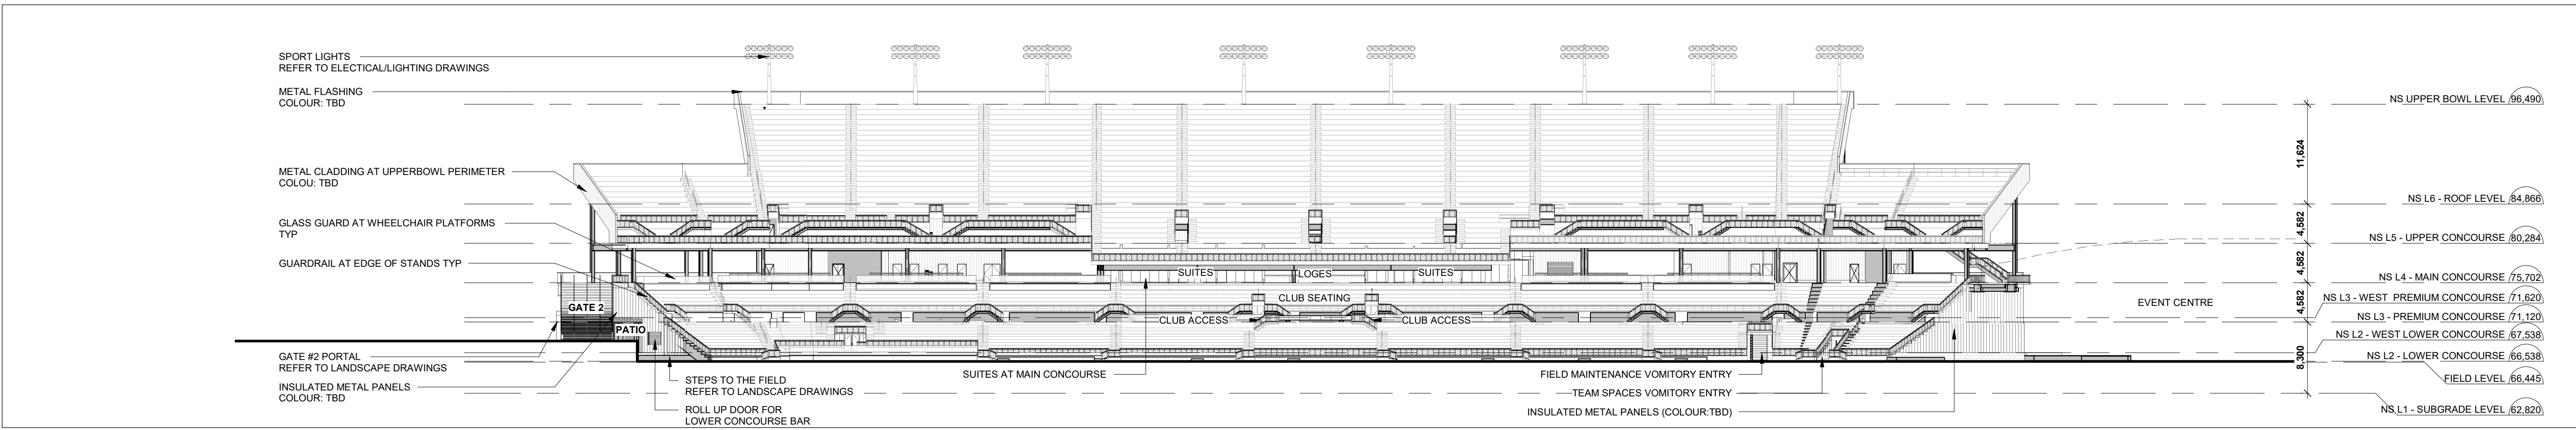 SPORT LIGHTS
REFER TO ELECTICAL/LIGHTING DRAWINGS
METAL FLASHING
COLOUR: TBD
METAL CLADDING AT UPPERBOWL PERIMETER
COLOU: TBD
GLASS GUARD AT WHEELCHAIR PLATFORMS
TYP
GUARDRAIL AT EDGE OF STANDS TYP
GATE 2
PATIO
GATE #2 PORTAL
REFER TO LANDSCAPE DRAWINGS
INSULATED METAL PANELS
COLOUR: TBD
STEPS TO THE FIELD
REFER TO LANDSCAPE DRAWINGS
ROLL UP DOOR FOR
LOWER CONCOURSE BAR
SUITES
LOGES
SUITES
CLUB SEATING
CLUB ACCESS
CLUB ACCESS
SUITES AT MAIN CONCOURSE
FIELD MAINTENANCE VOMITORY ENTRY
TEAM SPACES VOMITORY ENTRY
INSULATED METAL PANELS (COLOUR:TBD)
EVENT CENTRE
11,624
4,582
4,582
4,582
8,300
NS UPPER BOWL LEVEL 96,490
NS L6 - ROOF LEVEL 84,866
NS L5 - UPPER CONCOURSE 80,284
NS L4 - MAIN CONCOURSE 75,702
NS L3 - WEST PREMIUM CONCOURSE 71,620
NS L3 - PREMIUM CONCOURSE 71,120
NS L2 - WEST LOWER CONCOURSE 67,538
NS L2 - LOWER CONCOURSE 66,538
FIELD LEVEL 66,445
NS L1 - SUBGRADE LEVEL 62,820